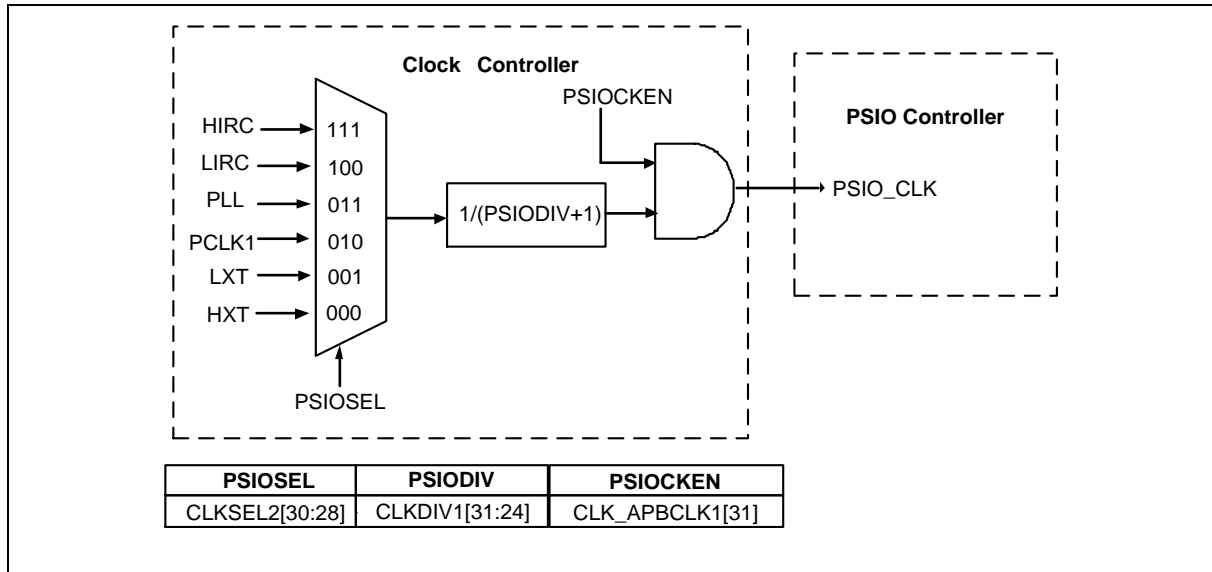 Clock Controller
PSIOCKEN
PSIO Controller
HIRC
111
LIRC
100
PLL
011
PCLK1
010
LXT
001
HXT
000
1/(PSIODIV+1)
PSIO_CLK
PSIOSEL
PSIOSEL PSIODIV PSIOCKEN
CLKSEL2[30:28] CLKDIV1[31:24] CLK_APBCLK1[31]